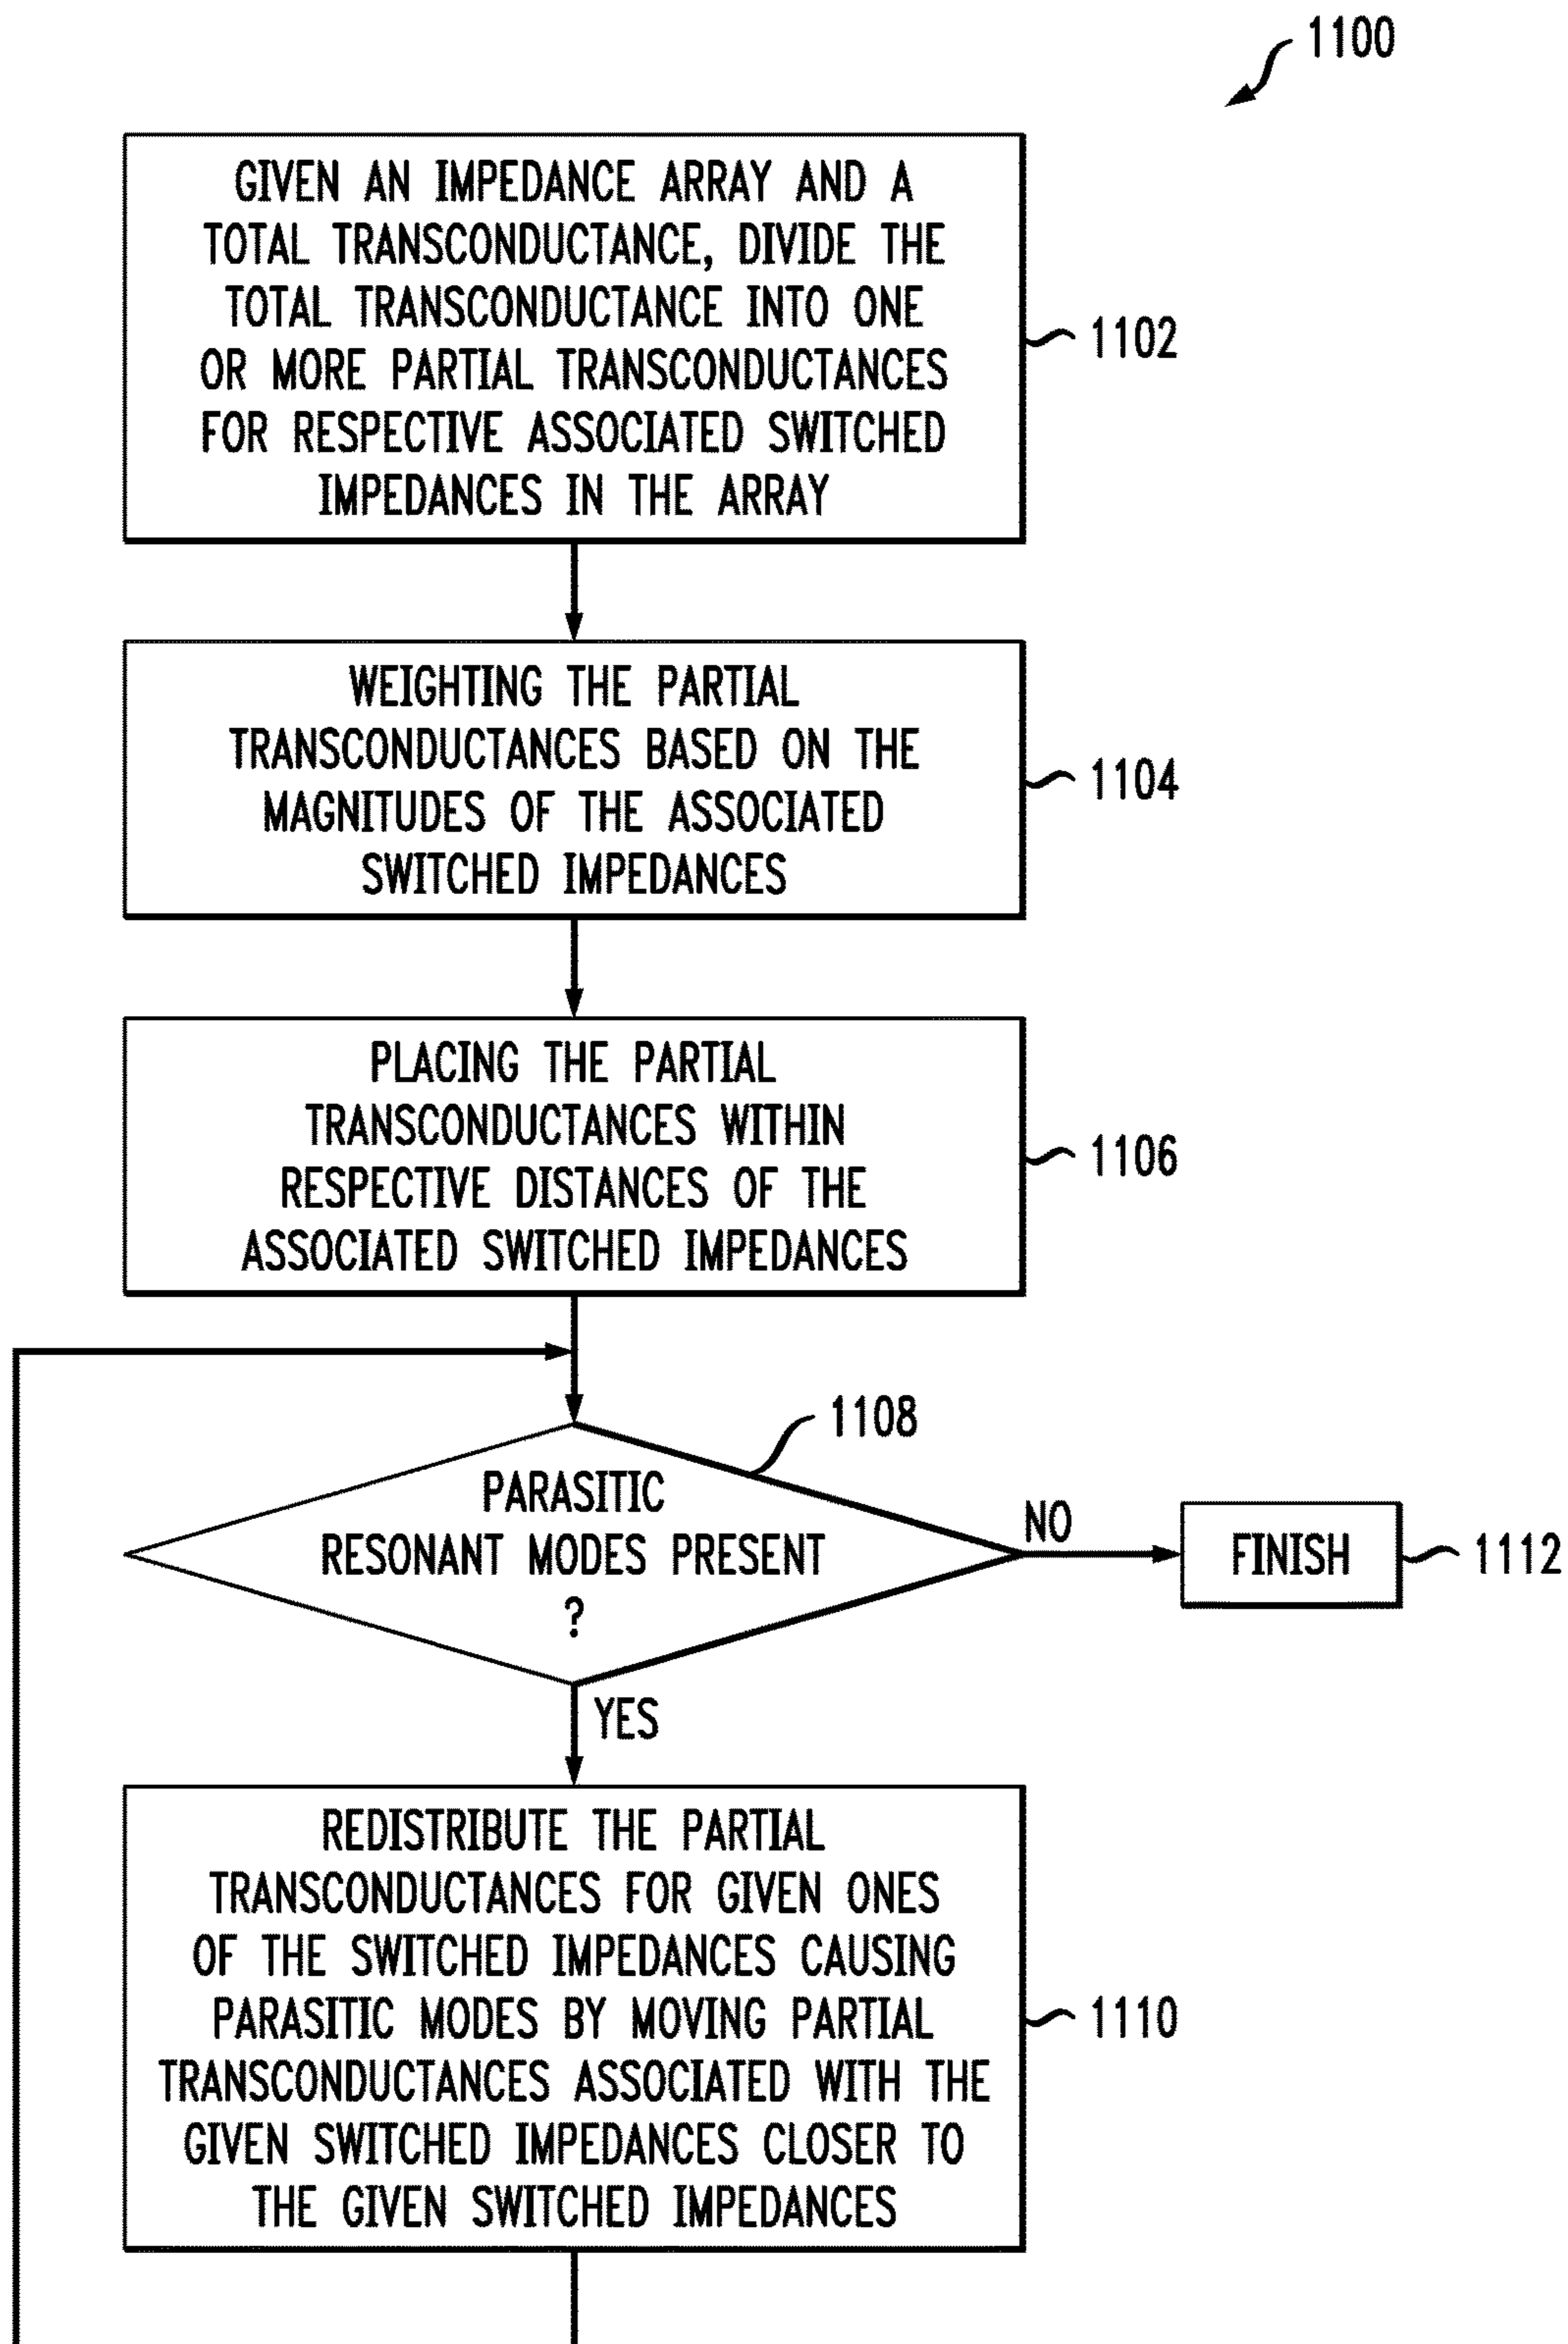 1100
GIVEN AN IMPEDANCE ARRAY AND A
TOTAL TRANSCONDUCTANCE, DIVIDE THE
TOTAL TRANSCONDUCTANCE INTO ONE
OR MORE PARTIAL TRANSCONDUCTANCES
FOR RESPECTIVE ASSOCIATED SWITCHED
IMPEDANCES IN THE ARRAY
1102
WEIGHTING THE PARTIAL
TRANSCONDUCTANCES BASED ON THE
MAGNITUDES OF THE ASSOCIATED
SWITCHED IMPEDANCES
1104
PLACING THE PARTIAL
TRANSCONDUCTANCES WITHIN
RESPECTIVE DISTANCES OF THE
ASSOCIATED SWITCHED IMPEDANCES
1106
1108
PARASITIC
RESONANT MODES PRESENT
?
NO
FINISH
1112
YES
REDISTRIBUTE THE PARTIAL
TRANSCONDUCTANCES FOR GIVEN ONES
OF THE SWITCHED IMPEDANCES CAUSING
PARASITIC MODES BY MOVING PARTIAL
TRANSCONDUCTANCES ASSOCIATED WITH THE
GIVEN SWITCHED IMPEDANCES CLOSER TO
THE GIVEN SWITCHED IMPEDANCES
1110